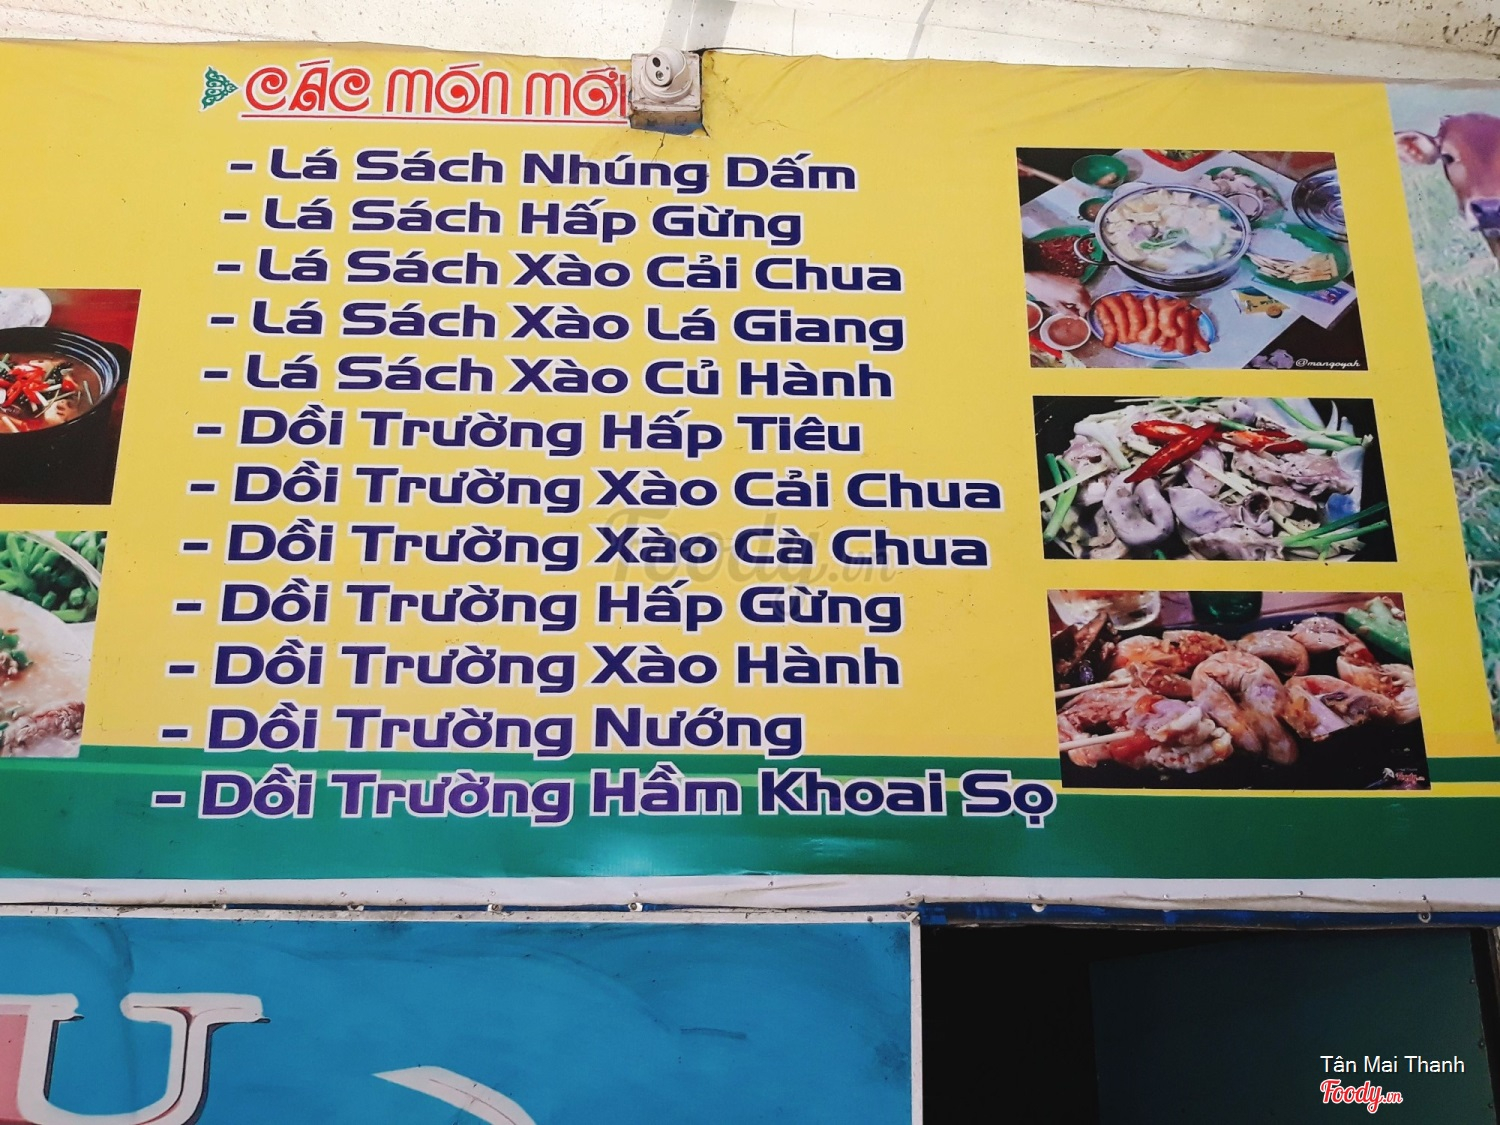 CÁC MÓN MỚI
- Lá Sách Nhúng Dấm
- Lá Sách Hấp Gừng
- Lá Sách Xào Cải Chua
- Lá Sách Xào Lá Giang
- Lá Sách Xào Củ Hành
- Dồi Trường Hấp Tiêu
- Dồi Trường Xào Cải Chua
- Dồi Trường Xào Cà Chua
- Dồi Trường Hấp Gừng
- Dồi Trường Xào Hành
- Dồi Trường Nướng
- Dồi Trường Hầm Khoai Sọ
@mangoyah
Foody.vn
U
Tân Mai Thanh
Foody.vn